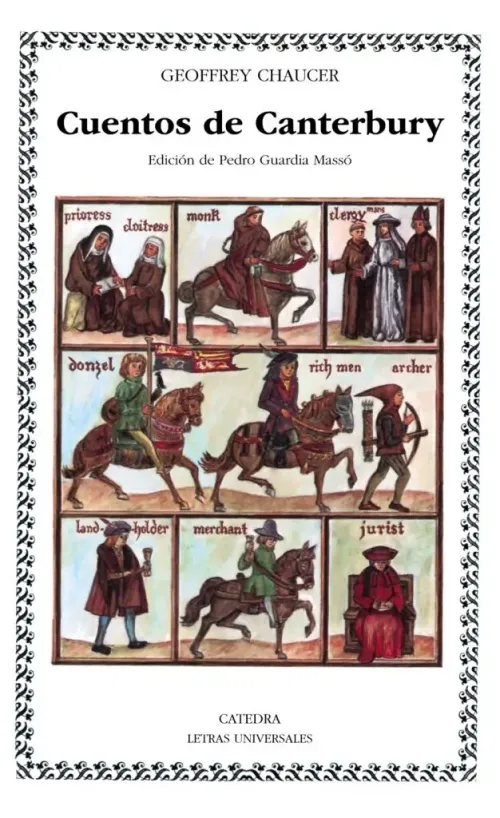 GEOFFREY CHAUCER
Cuentos de Canterbury
Edición de Pedro Guardia Massó
prioress
cloitress
monk
clergy mans
donzel
rich men
archer
land-holder
merchant
jurist
CATEDRA
LETRAS UNIVERSALES